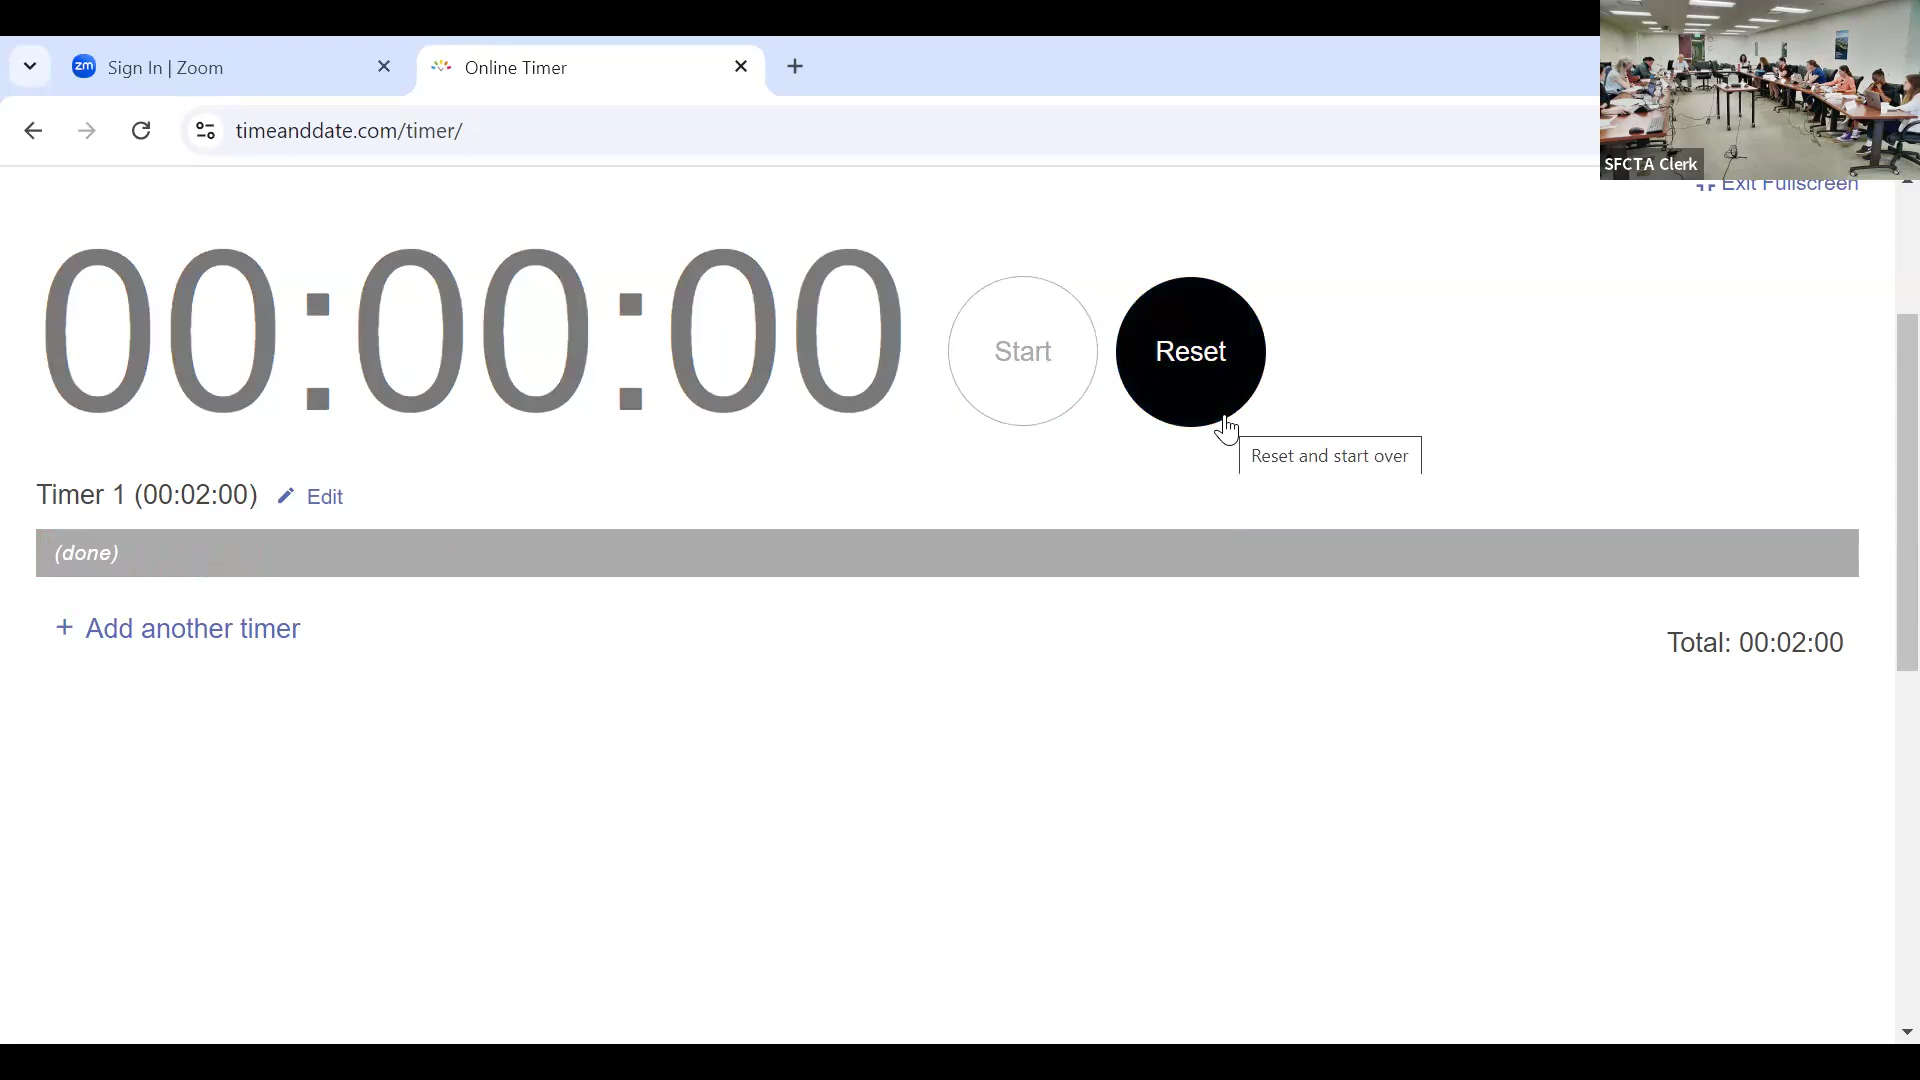 zm Sign In | Zoom
Online Timer
timeanddate.com/timer/
SFCTA Clerk
Exit Fullscreen
00:00:00
Start
Reset
Reset and start over
Timer 1 (00:02:00) Edit
(done)
+ Add another timer
Total: 00:02:00